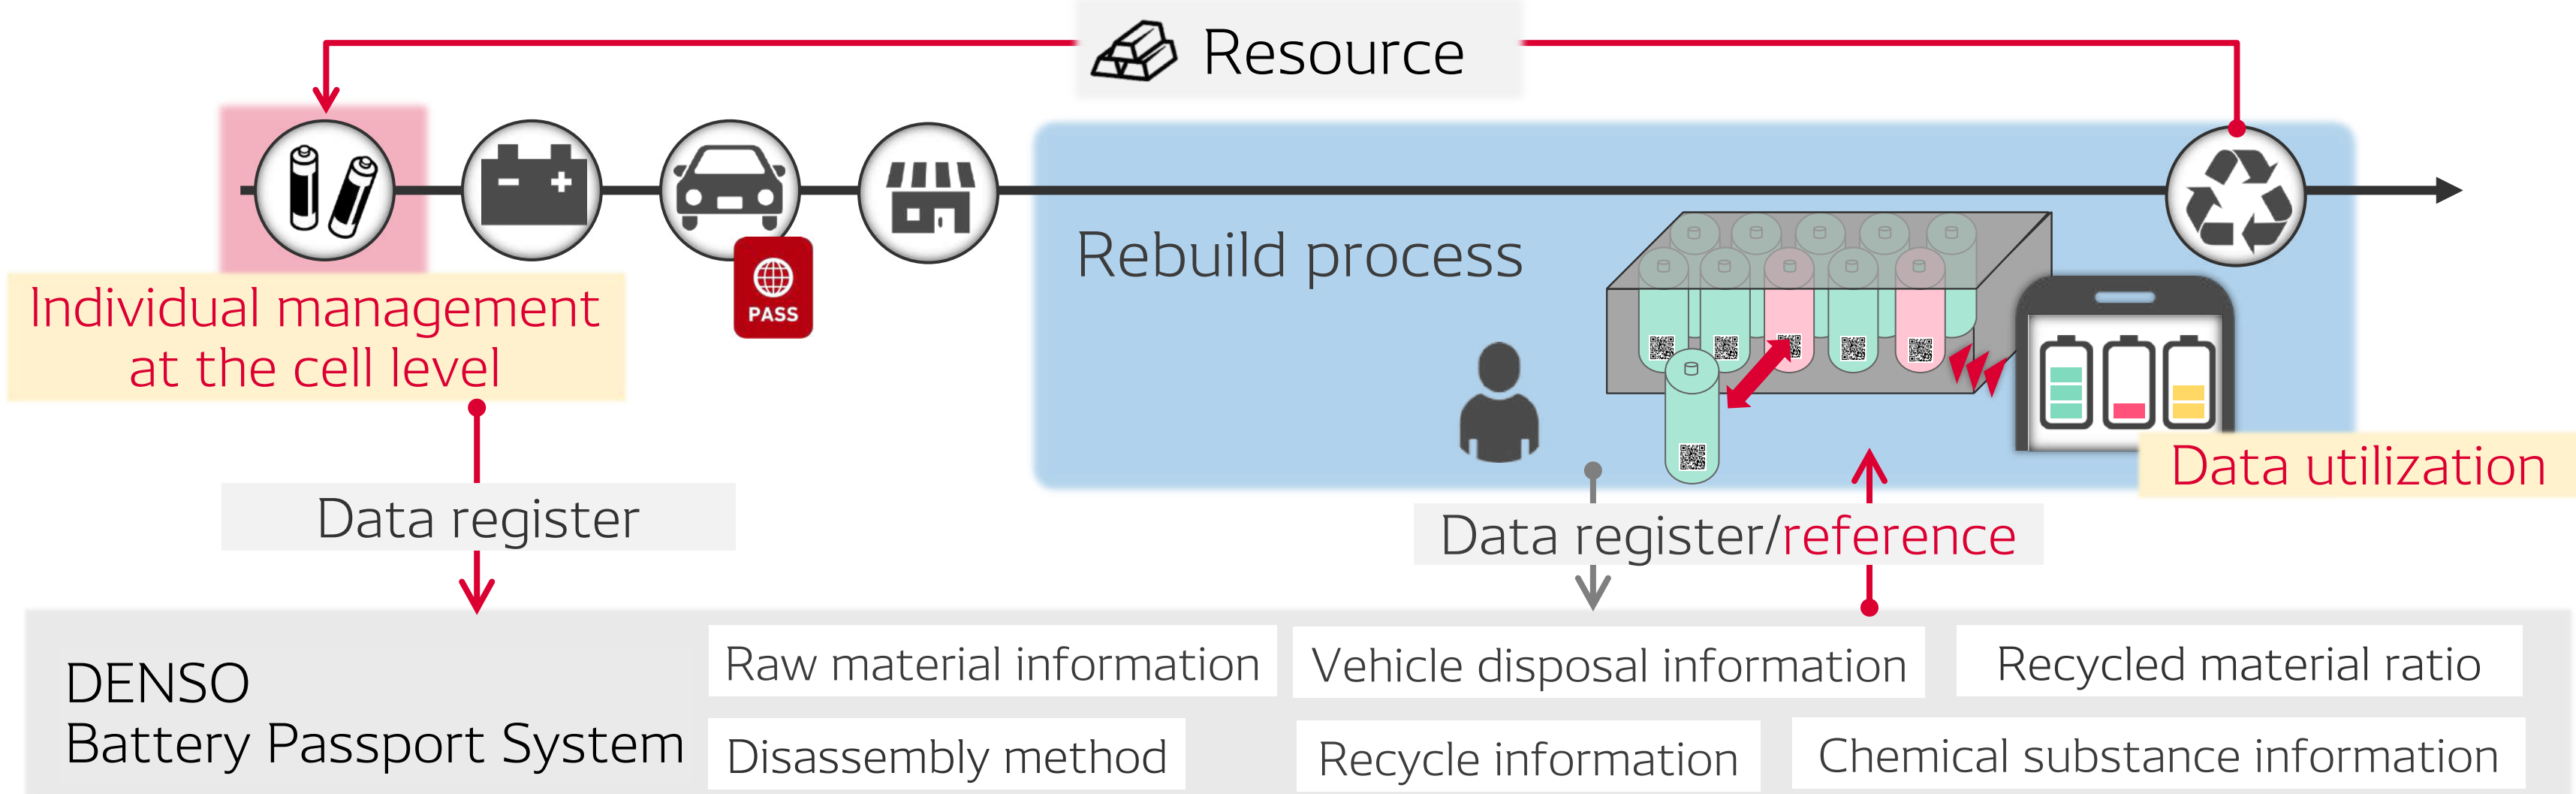 Resource
PASS
Rebuild process
Individual management
at the cell level
Data utilization
Data register
Data register/reference
DENSO
Battery Passport System
Raw material information
Vehicle disposal information
Recycled material ratio
Disassembly method
Recycle information
Chemical substance information